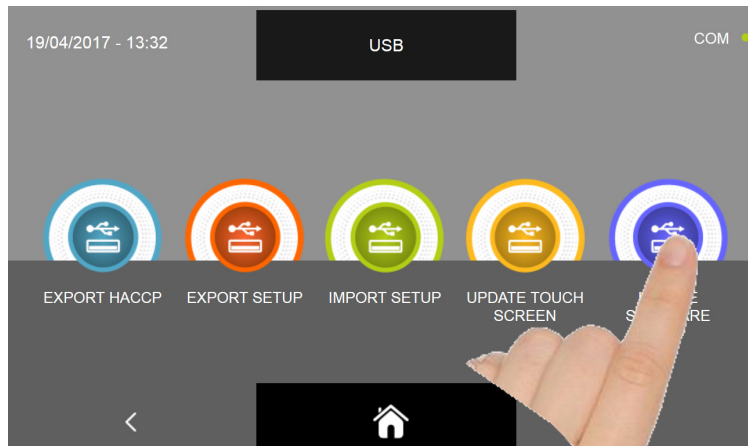 19/04/2017 - 13:32
USB
COM
EXPORT HACCP
EXPORT SETUP
IMPORT SETUP
UPDATE TOUCH
SCREEN